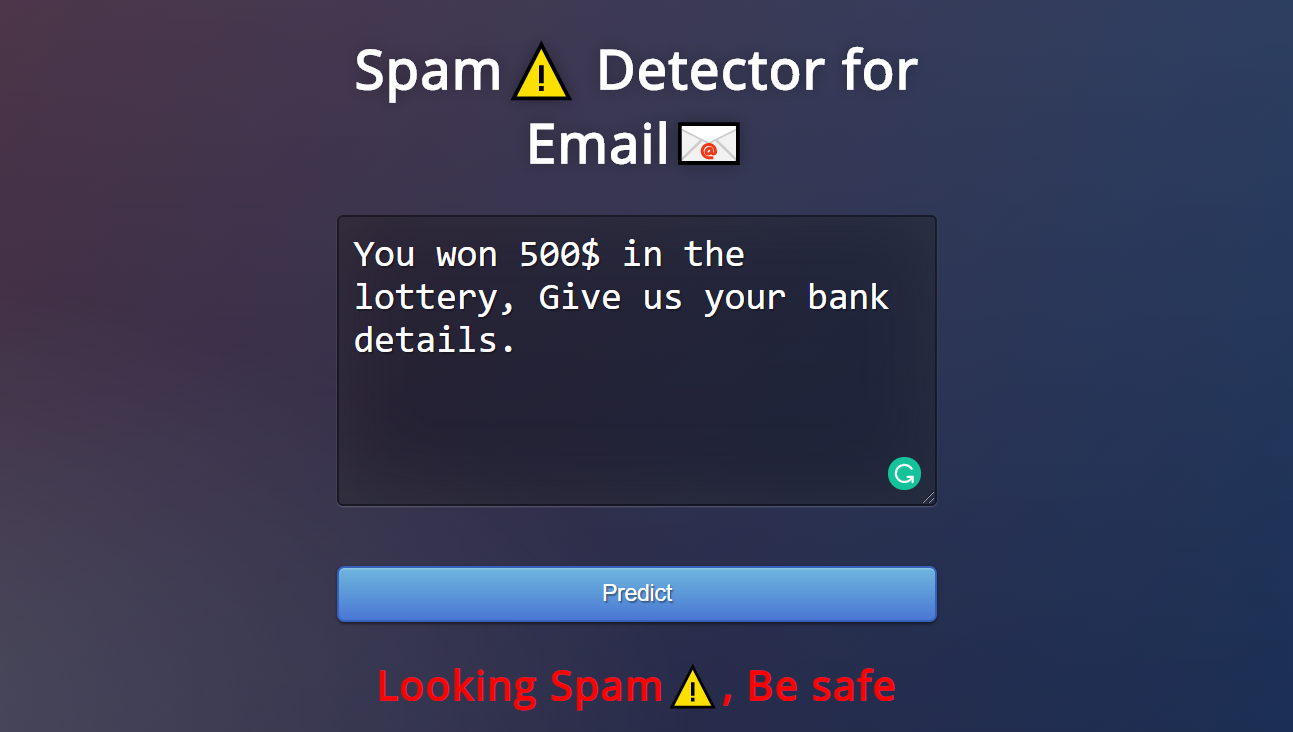 Spam⚠ Detector for
Email📧
You won 500$ in the
lottery, Give us your bank
details.
Predict
Looking Spam⚠, Be safe